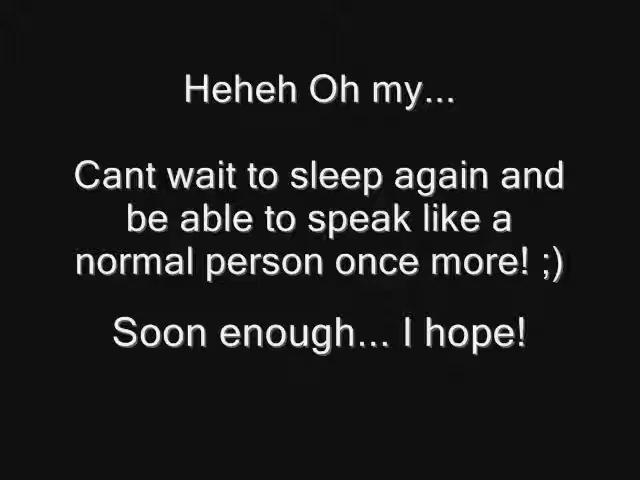 Heheh Oh my...
Cant wait to sleep again and
be able to speak like a
normal person once more! ;)
Soon enough... I hope!